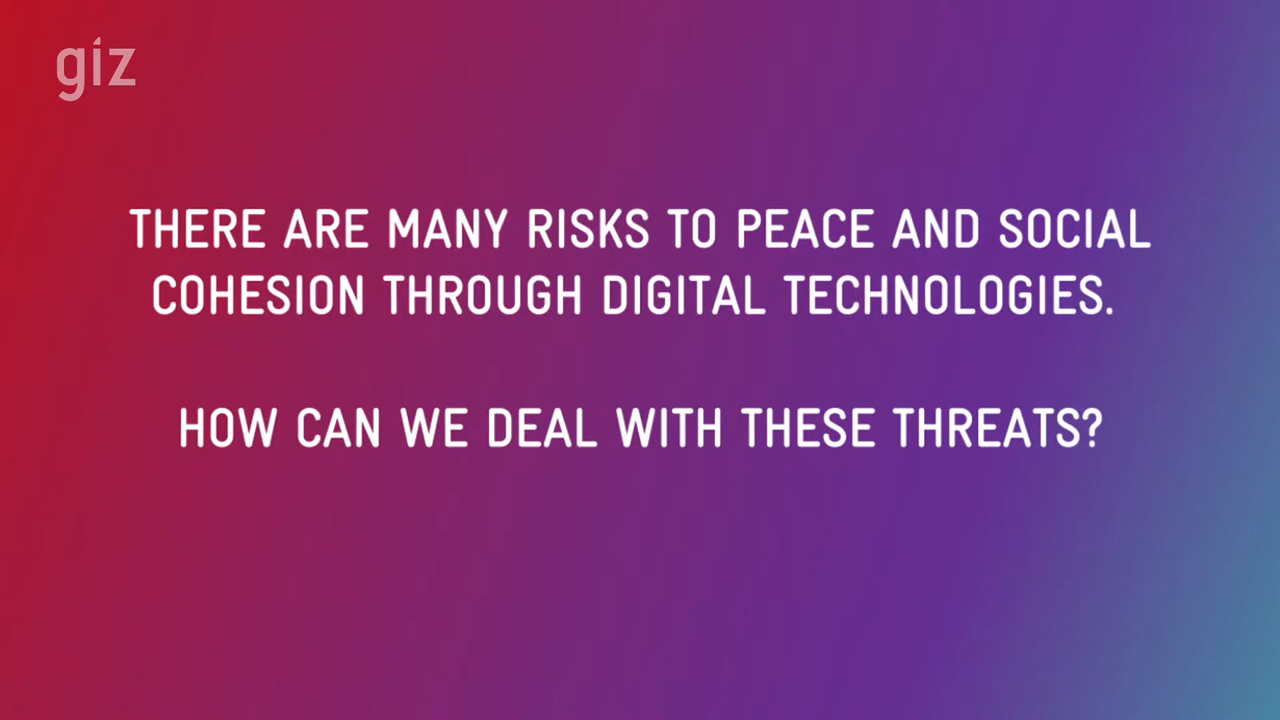 giz
THERE ARE MANY RISKS TO PEACE AND SOCIAL
COHESION THROUGH DIGITAL TECHNOLOGIES.
HOW CAN WE DEAL WITH THESE THREATS?